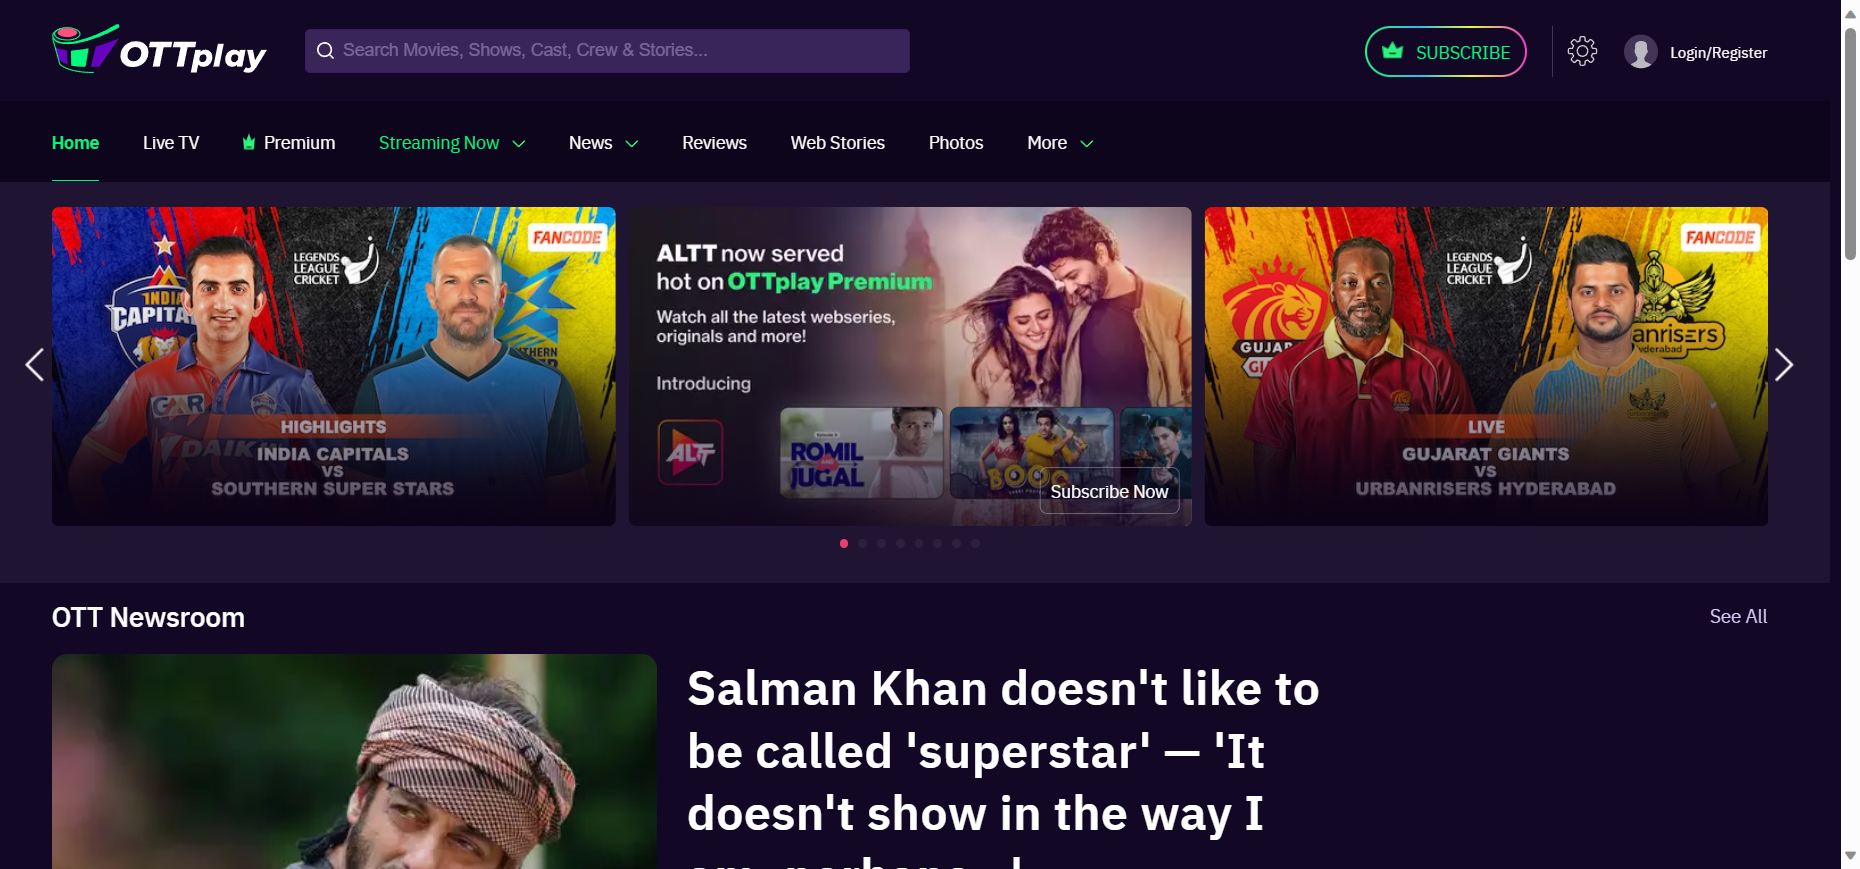 OTTplay
Search Movies, Shows, Cast, Crew & Stories...
SUBSCRIBE
Login/Register
Home
Live TV
Premium
Streaming Now
News
Reviews
Web Stories
Photos
More
FANCODE
LEGENDS
LEAGUE
CRICKET
INDIA
HIGHLIGHTS
INDIA CAPITALS
VS
SOUTHERN SUPER STARS
ALTT now served
hot on OTTplay Premium
Watch all the latest webseries,
originals and more!
Introducing
ALTT
Episode 3
ROMIL
JUGAL
Subscribe Now
FANCODE
LEGENDS
LEAGUE
CRICKET
LIVE
GUJARAT GIANTS
VS
URBANRISERS HYDERABAD
OTT Newsroom
See All
Salman Khan doesn't like to
be called 'superstar' — 'It
doesn't show in the way I